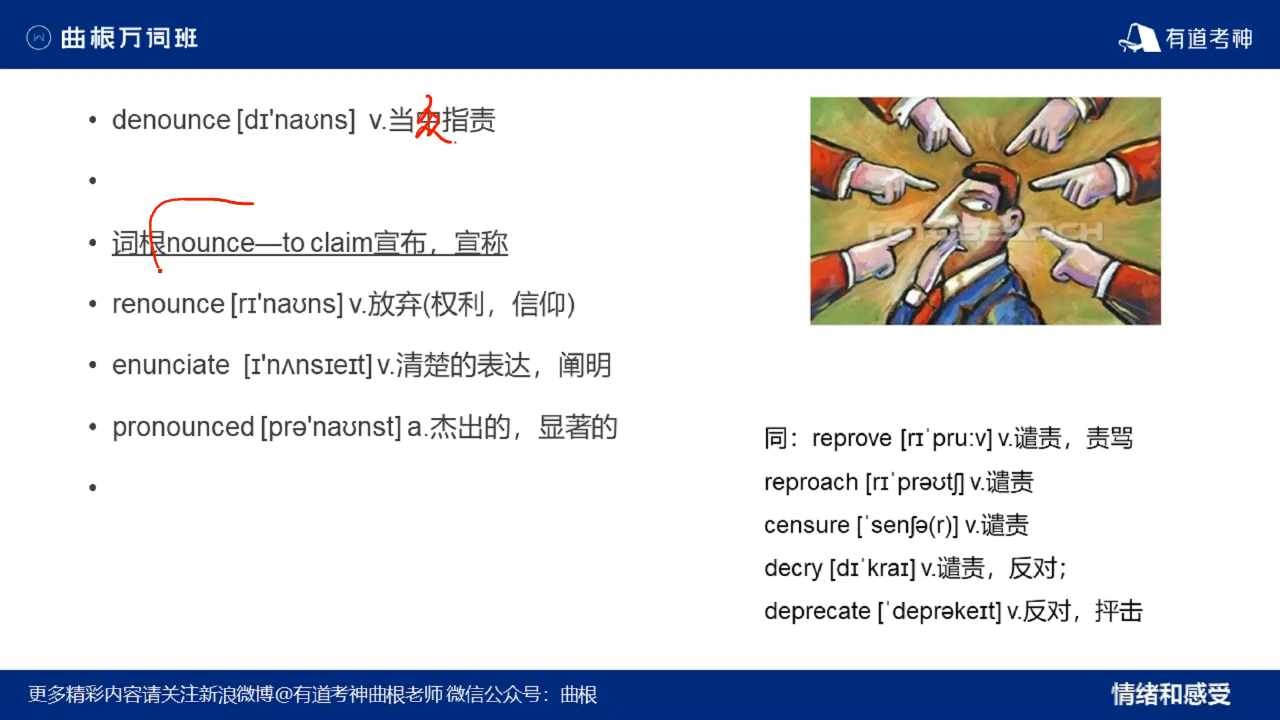 曲根万词班
有道考神
denounce [dɪ'naʊns] v.当中指责
词根nounce—to claim宣布，宣称
renounce [rɪ'naʊns] v.放弃(权利，信仰)
enunciate [ɪ'nʌnsɪeɪt] v.清楚的表达，阐明
pronounced [prə'naʊnst] a.杰出的，显著的
FOTOSEARCH
同：reprove [rɪˈpruːv] v.谴责，责骂
reproach [rɪˈprəʊtʃ] v.谴责
censure [ˈsenʃə(r)] v.谴责
decry [dɪˈkraɪ] v.谴责，反对；
deprecate [ˈdeprəkeɪt] v.反对，抨击
更多精彩内容请关注新浪微博@有道考神曲根老师 微信公众号：曲根
情绪和感受